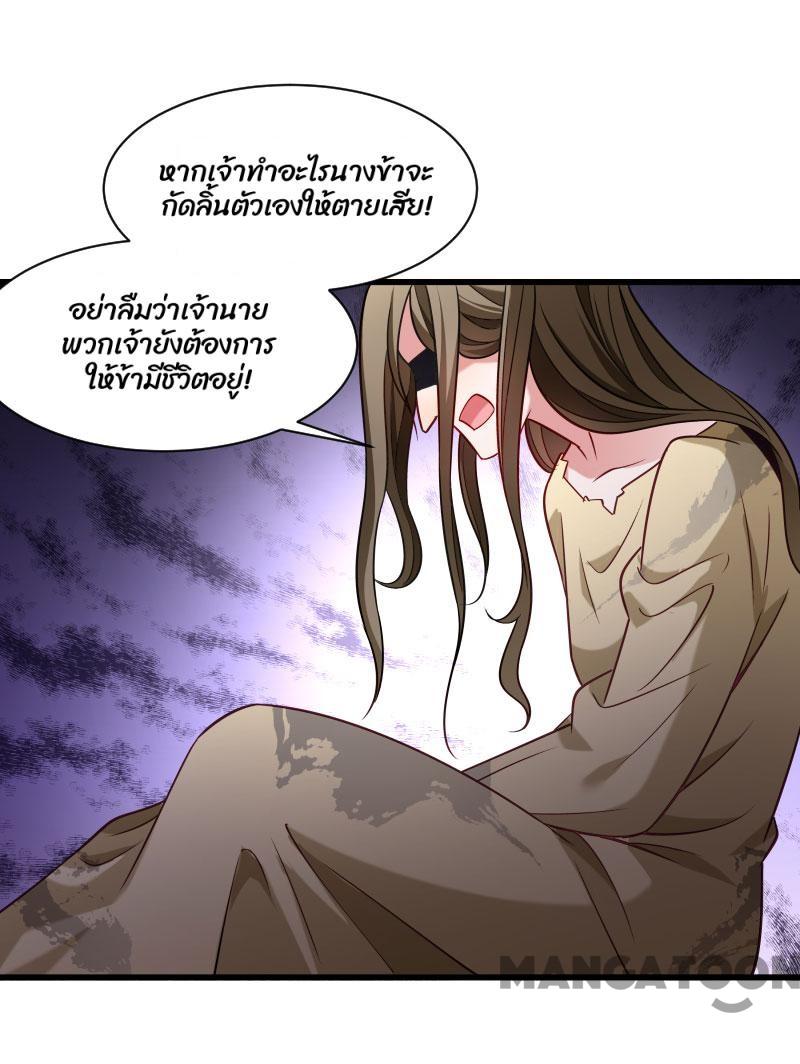 หากเจ้าทำอะไรนางข้าจะ
กัดลิ้นตัวเองให้ตายเสีย!
อย่าลืมว่าเจ้านาย
พวกเจ้ายังต้องการ
ให้ข้ามีชีวิตอยู่!
MANGATOON